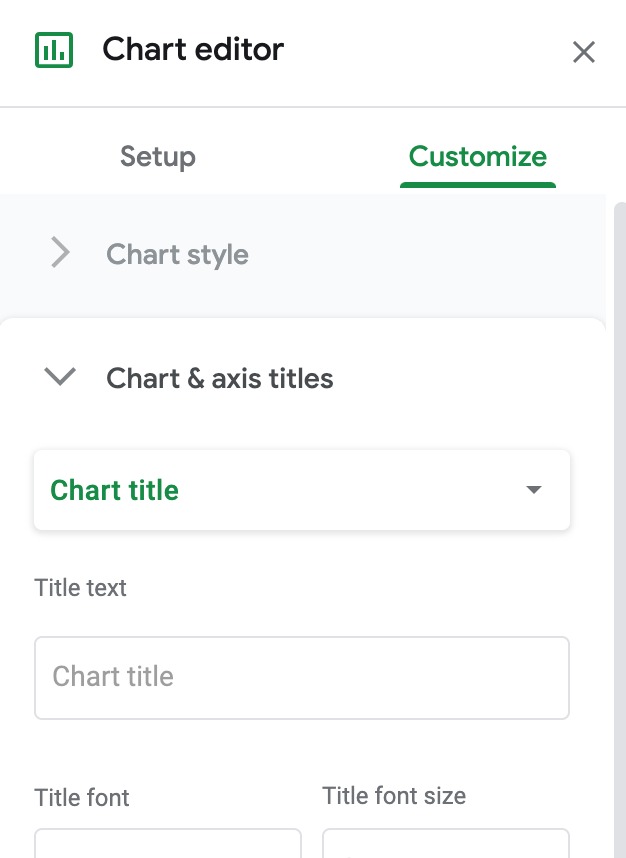 Chart editor
Setup Customize
Chart style
Chart & axis titles
Chart title
Title text
Chart title
Title font Title font size